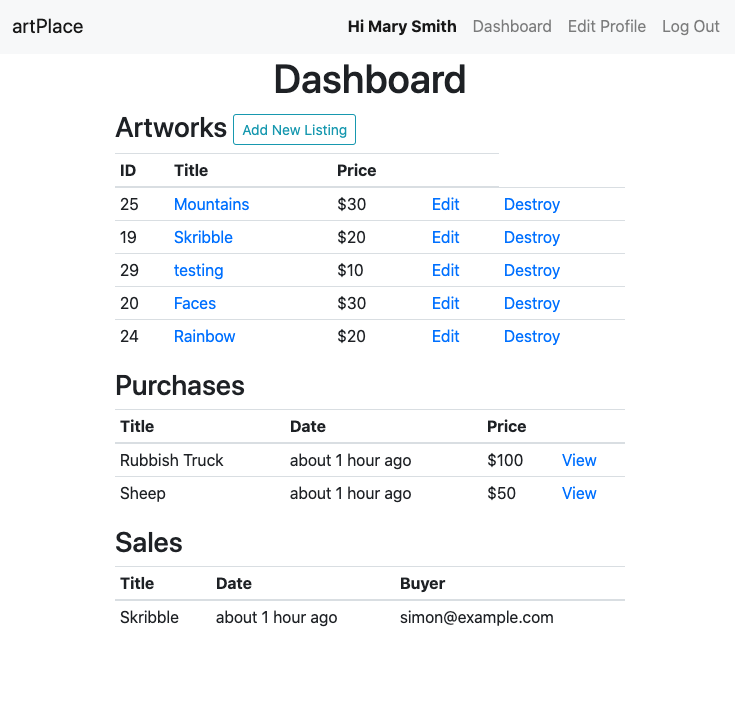 artPlace Hi Mary Smith Dashboard Edit Profile Log Out
Dashboard
Artworks Add New Listing
ID Title Price
25 Mountains $30 Edit Destroy
19 Skribble $20 Edit Destroy
29 testing $10 Edit Destroy
20 Faces $30 Edit Destroy
24 Rainbow $20 Edit Destroy
Purchases
Title Date Price
Rubbish Truck about 1 hour ago $100 View
Sheep about 1 hour ago $50 View
Sales
Title Date Buyer
Skribble about 1 hour ago simon@example.com